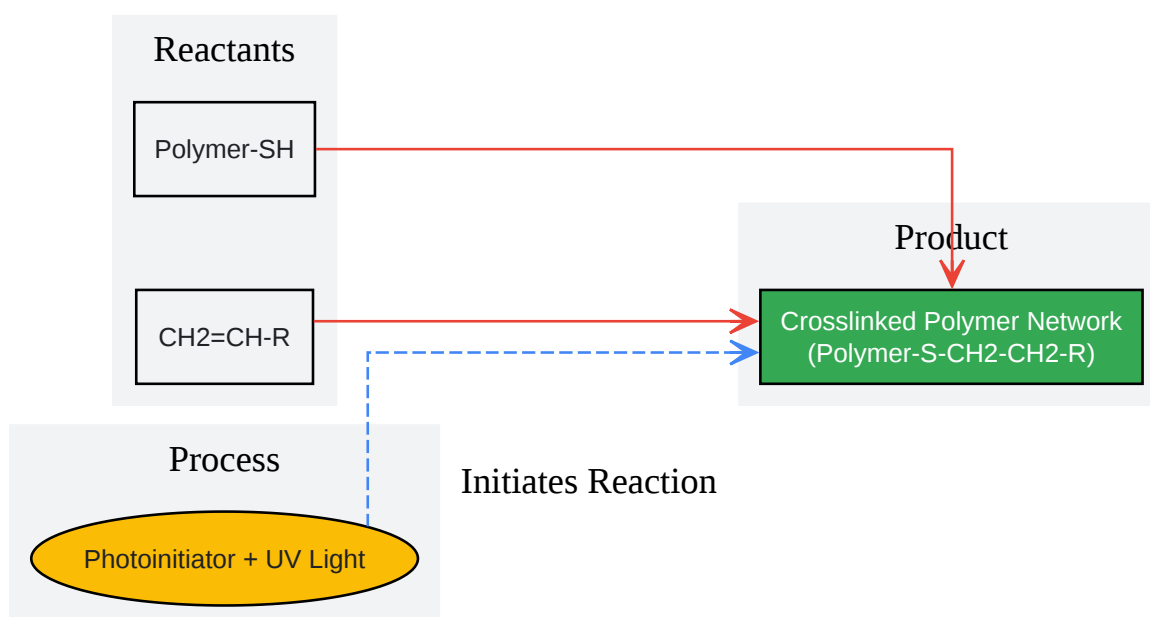 Reactants
Polymer-SH
CH2=CH-R
Product
Crosslinked Polymer Network
(Polymer-S-CH2-CH2-R)
Process
Initiates Reaction
Photoinitiator + UV Light